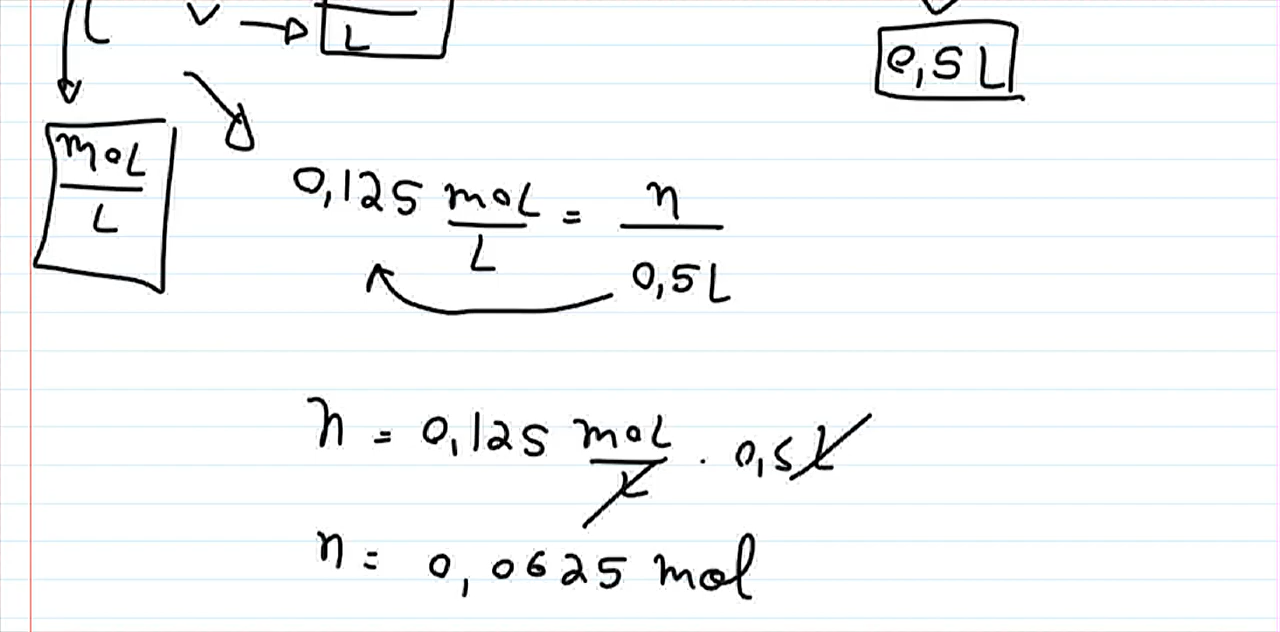 V → L
0,5 L
mol/L
0,125 mol/L = n/0,5 L
n = 0,125 mol/L . 0,5 L
n = 0,0625 mol